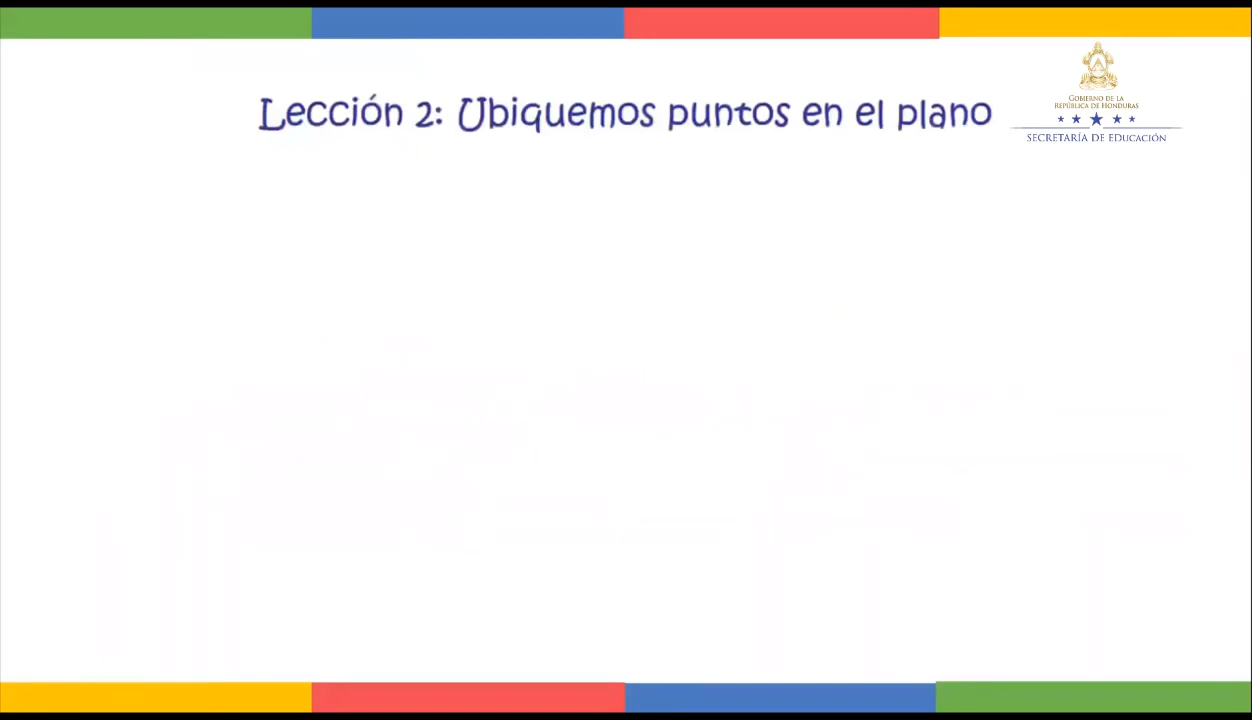 Lección 2: Ubiquemos puntos en el plano
GOBIERNO DE LA
REPÚBLICA DE HONDURAS
SECRETARÍA DE EDUCACIÓN